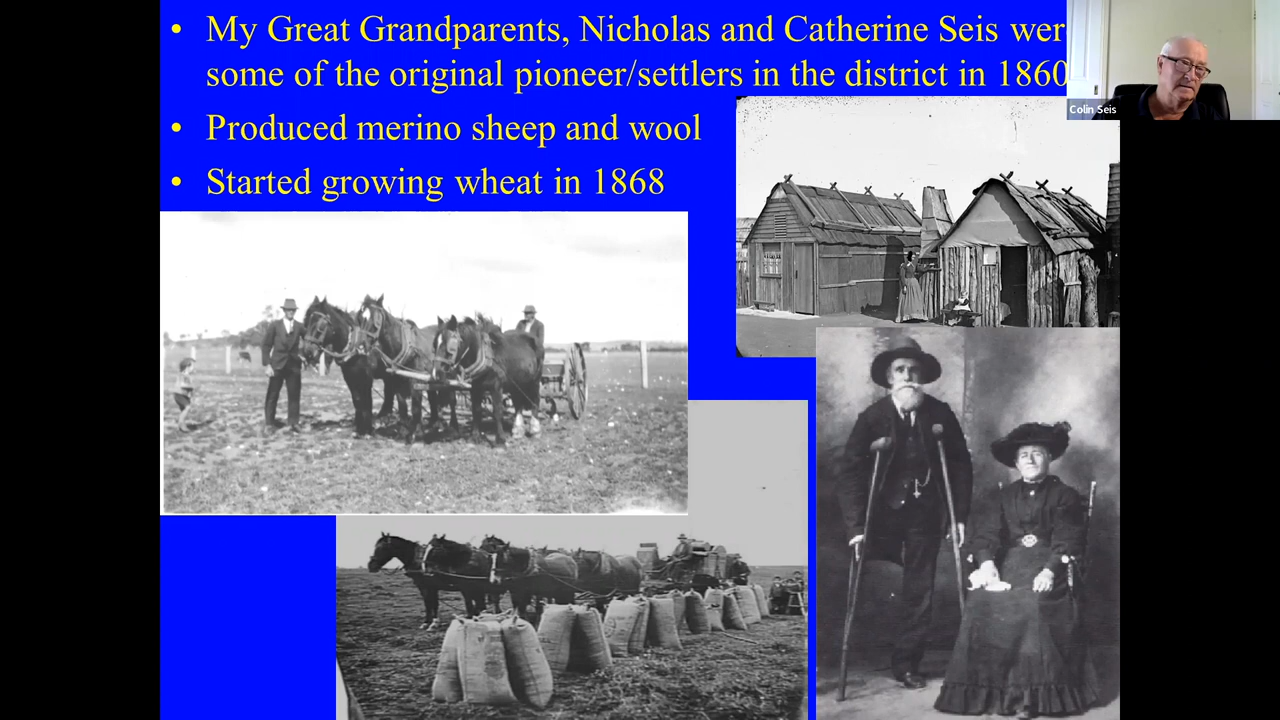 • My Great Grandparents, Nicholas and Catherine Seis wer
some of the original pioneer/settlers in the district in 1860
• Produced merino sheep and wool
• Started growing wheat in 1868
Colin Seis